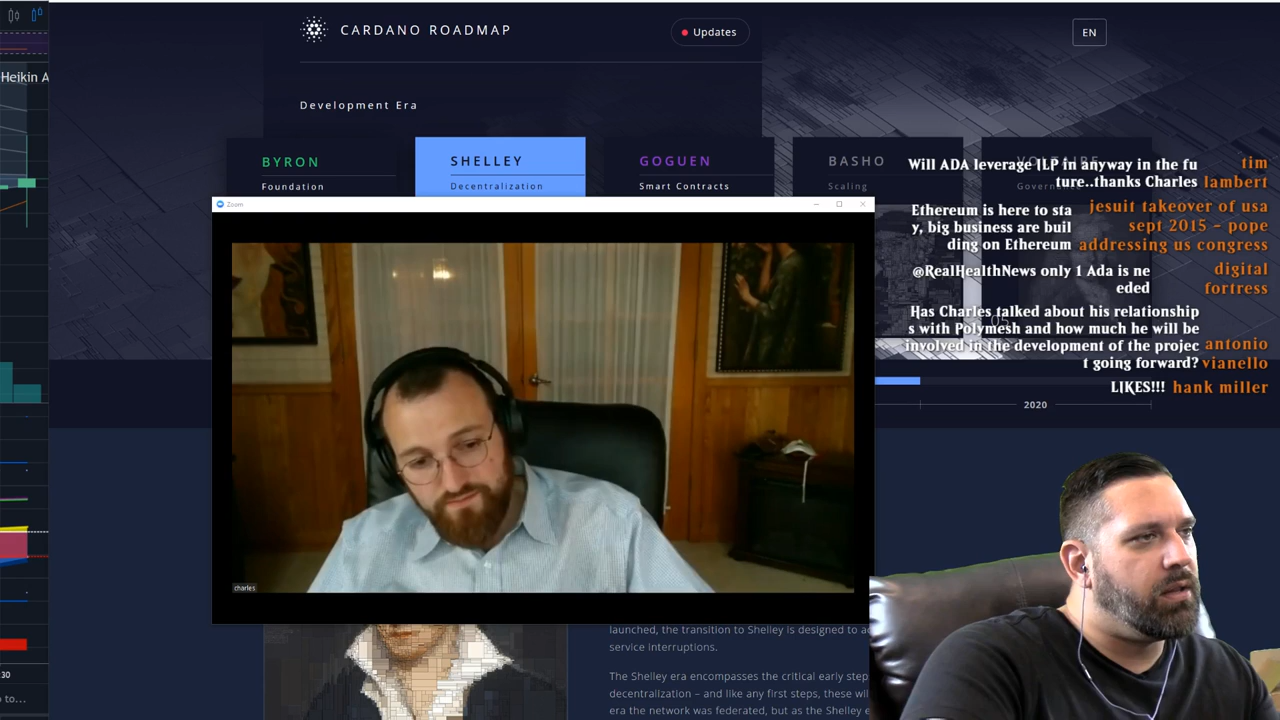 CARDANO ROADMAP
Updates
EN
Heikin A
Development Era
BYRON
Foundation
SHELLEY
Decentralization
GOGUEN
Smart Contracts
BASHO
Scaling
VOLTAIRE
Will ADA leverage ILP in anyway in the fu
ture..thanks Charles
tim
lambert
Ethereum is here to sta
y, big business are buil
ding on Ethereum
jesuit takeover of usa
sept 2015 – pope
addressing us congress
@RealHealthNews only 1 Ada is ne
eded
digital
fortress
Has Charles talked about his relationship
s with Polymesh and how much he will be
involved in the development of the projec
t going forward?
antonio
vianello
LIKES!!! hank miller
2020
Zoom
charles
launched, the transition to Shelley is designed to
service interruptions.
The Shelley era encompasses the critical early step
decentralization – and like any first steps, these
era the network was federated, but as the Shelley
:30
to...